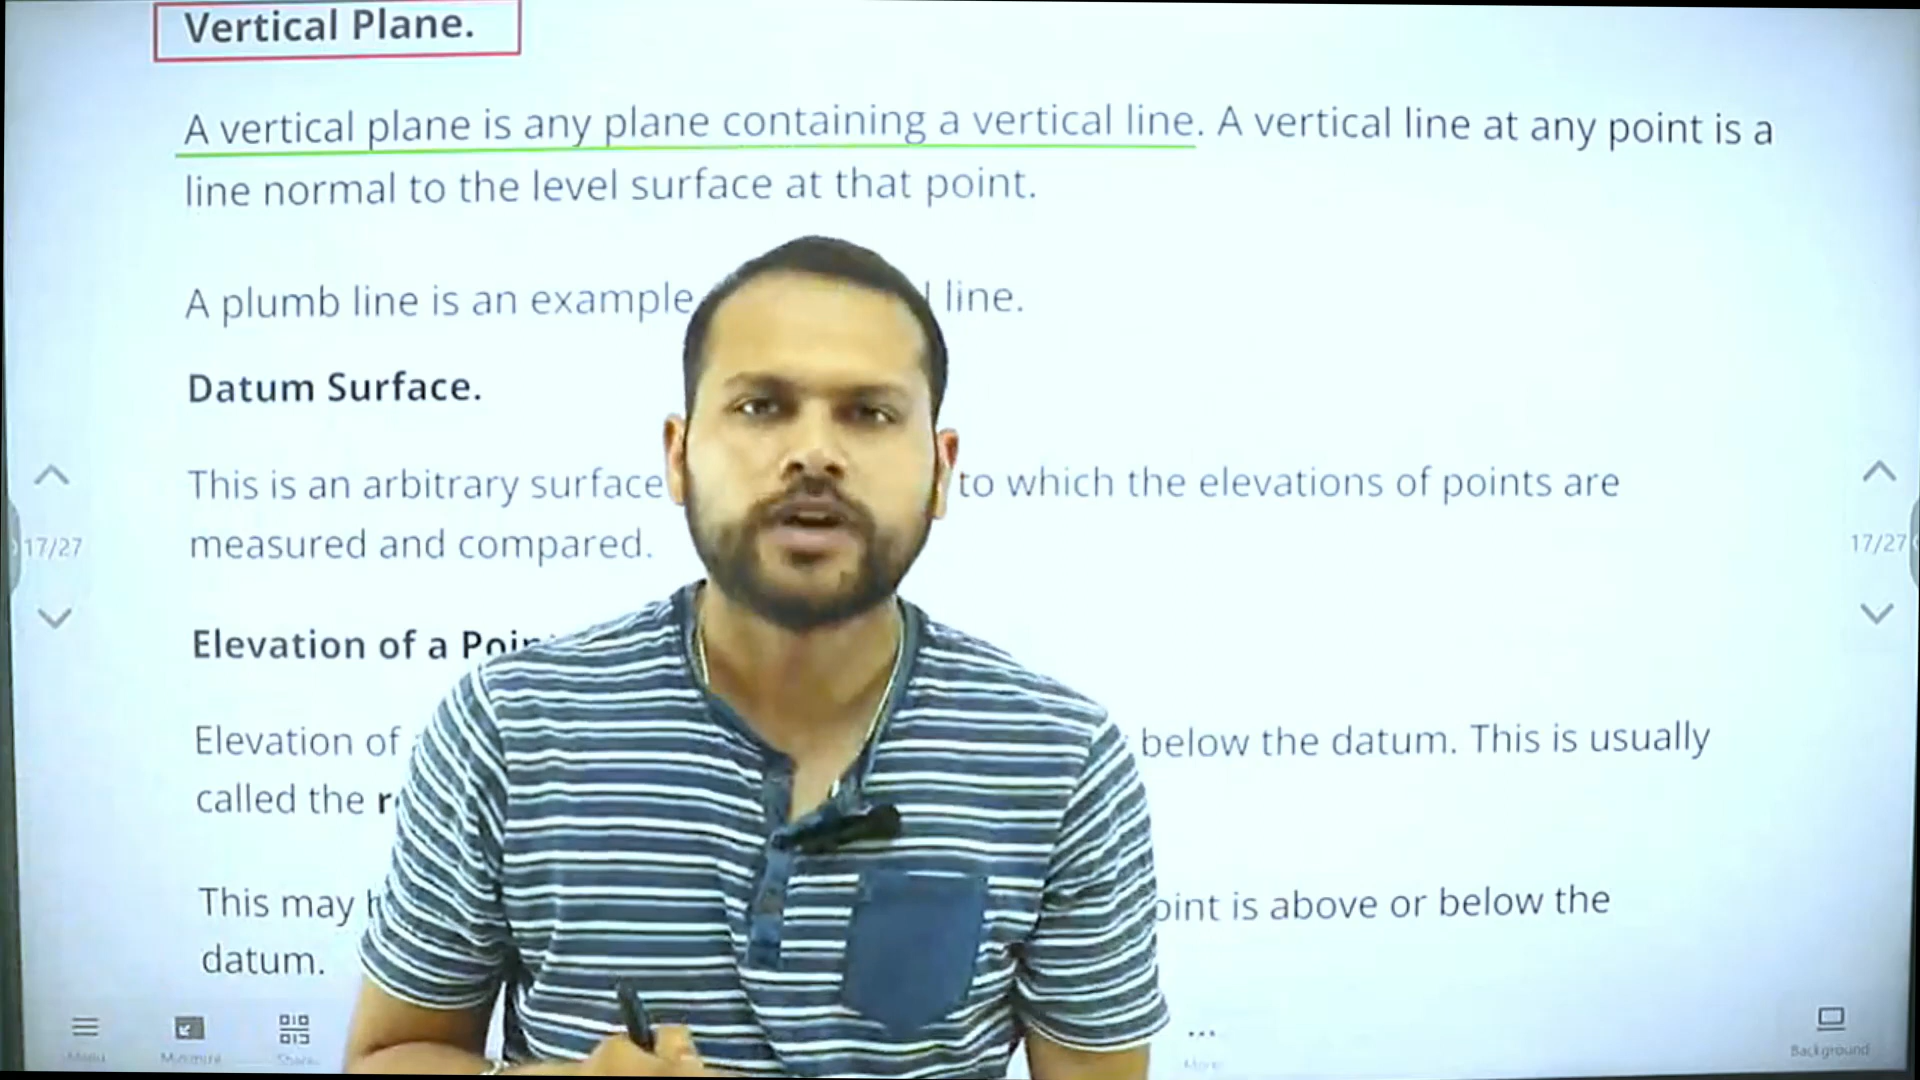 Vertical Plane.
A vertical plane is any plane containing a vertical line. A vertical line at any point is a
line normal to the level surface at that point.
A plumb line is an example line.
Datum Surface.
This is an arbitrary surface to which the elevations of points are
measured and compared.
17/27
17/27
Elevation of a
Elevation of below the datum. This is usually
called the
This may is above or below the
datum.
Menu
Minimize
Share
More
Background